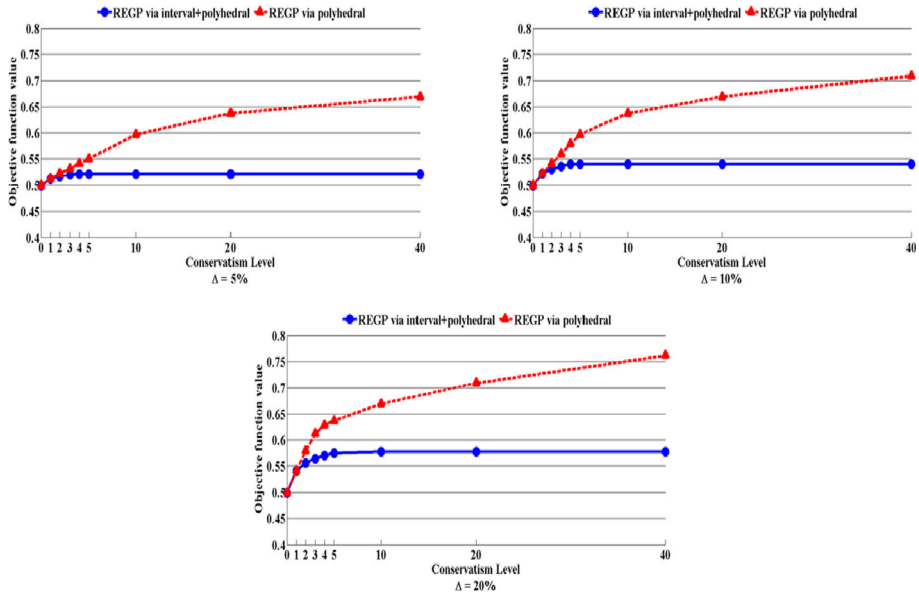 REGP via interval+polyhedral REGP via polyhedral
Objective function value
0.8
0.75
0.7
0.65
0.6
0.55
0.5
0.45
0.4
0 1 2 3 4 5 10 20 40
Conservatism Level
Δ = 5%
REGP via interval+polyhedral REGP via polyhedral
Objective function value
0.8
0.75
0.7
0.65
0.6
0.55
0.5
0.45
0.4
0 1 2 3 4 5 10 20 40
Conservatism Level
Δ = 10%
REGP via interval+polyhedral REGP via polyhedral
Objective function value
0.8
0.75
0.7
0.65
0.6
0.55
0.5
0.45
0.4
0 1 2 3 4 5 10 20 40
Conservatism Level
Δ = 20%